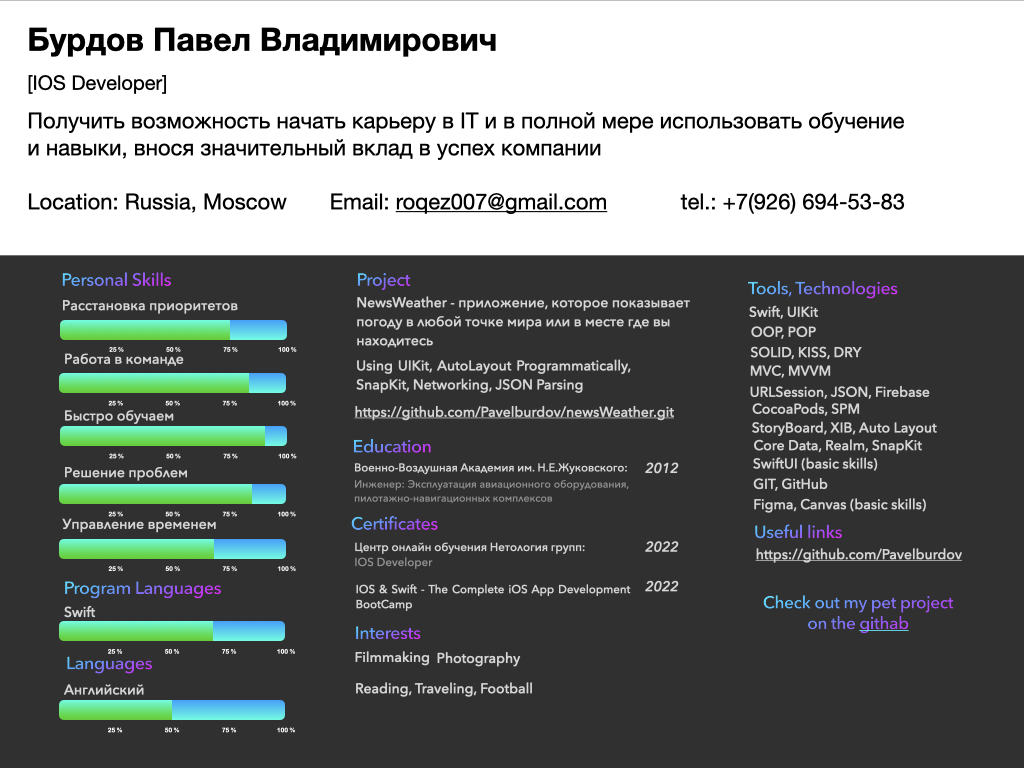 Бурдов Павел Владимирович
[IOS Developer]
Получить возможность начать карьеру в IT и в полной мере использовать обучение
и навыки, внося значительный вклад в успех компании
Location: Russia, Moscow Email: roqez007@gmail.com tel.: +7(926) 694-53-83
Personal Skills
Расстановка приоритетов
25 % 50 % 75 % 100 %
Работа в команде
25 % 50 % 75 % 100 %
Быстро обучаем
25 % 50 % 75 % 100 %
Решение проблем
25 % 50 % 75 % 100 %
Управление временем
25 % 50 % 75 % 100 %
Program Languages
Swift
25 % 50 % 75 % 100 %
Languages
Английский
25 % 50 % 75 % 100 %
Project
NewsWeather - приложение, которое показывает
погоду в любой точке мира или в месте где вы
находитесь
Using UIKit, AutoLayout Programmatically,
SnapKit, Networking, JSON Parsing
https://github.com/Pavelburdov/newsWeather.git
Education
Военно-Воздушная Академия им. Н.Е.Жуковского: 2012
Инженер: Эксплуатация авиационного оборудования,
пилотажно-навигационных комплексов
Certificates
Центр онлайн обучения Нетология групп: 2022
IOS Developer
IOS & Swift - The Complete iOS App Development 2022
BootCamp
Interests
Filmmaking Photography
Reading, Traveling, Football
Tools, Technologies
Swift, UIKit
OOP, POP
SOLID, KISS, DRY
MVC, MVVM
URLSession, JSON, Firebase
CocoaPods, SPM
StoryBoard, XIB, Auto Layout
Core Data, Realm, SnapKit
SwiftUI (basic skills)
GIT, GitHub
Figma, Canvas (basic skills)
Useful links
https://github.com/Pavelburdov
Check out my pet project
on the githab